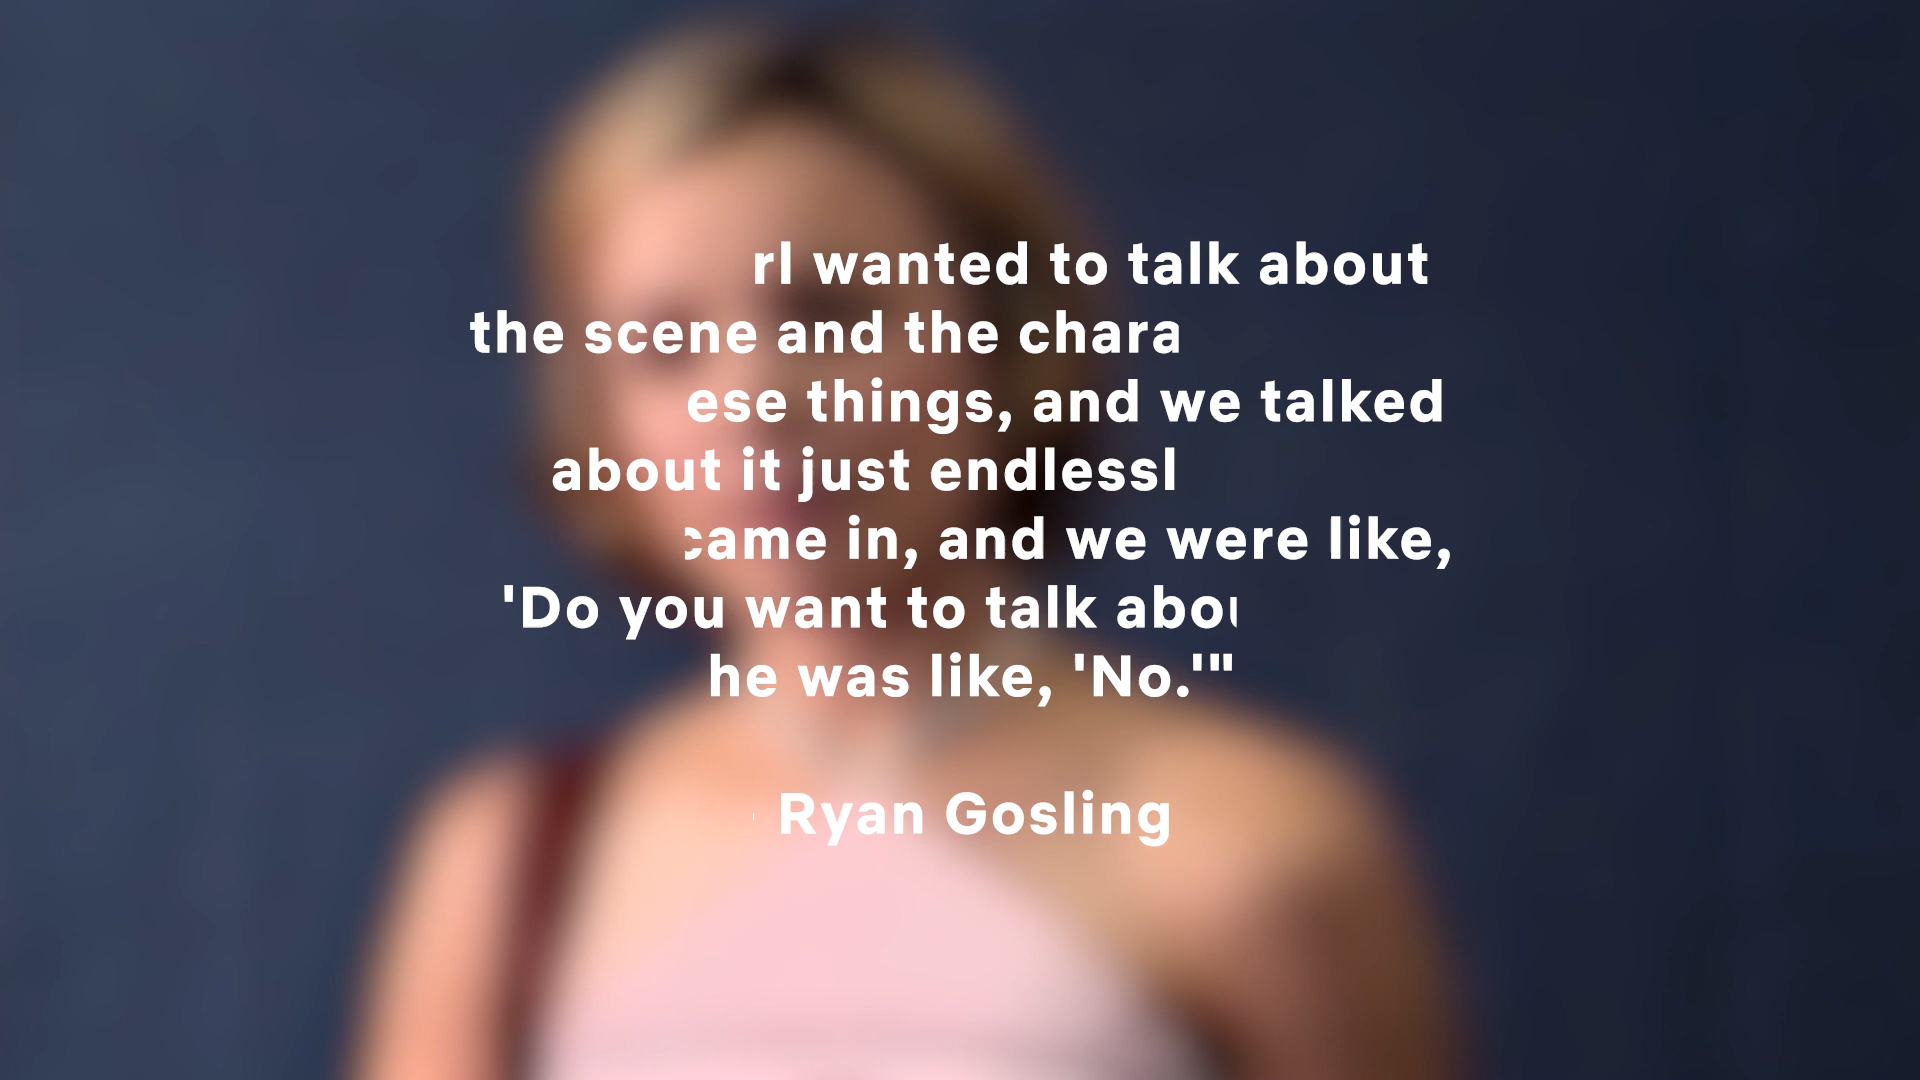 rl wanted to talk about
the scene and the chara
ese things, and we talked
about it just endlessl
came in, and we were like,
'Do you want to talk abou
he was like, 'No.'"
Ryan Gosling